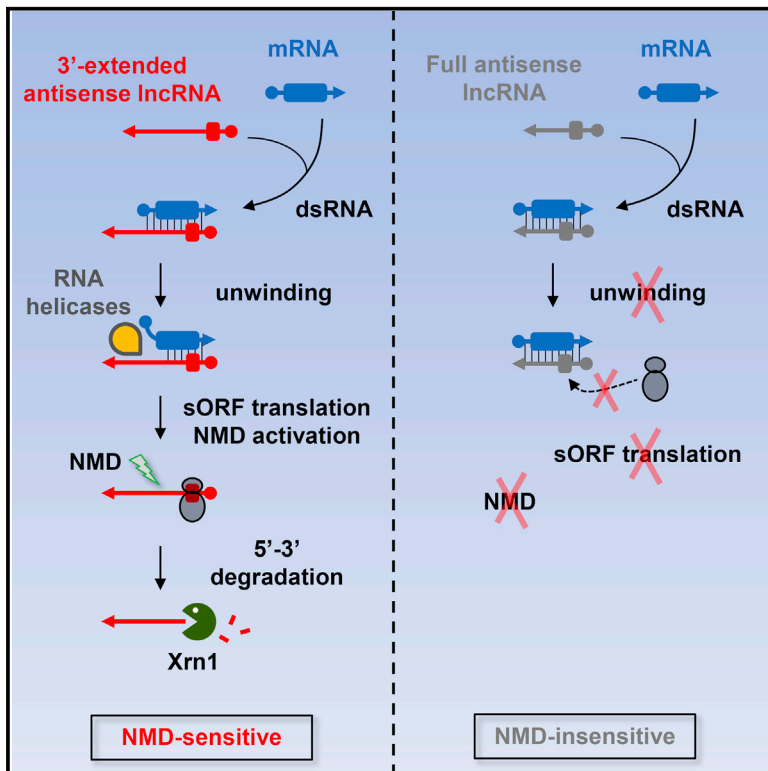 mRNA
3'-extended
antisense lncRNA
dsRNA
RNA
helicases
unwinding
sORF translation
NMD activation
NMD
5'-3'
degradation
Xrn1
NMD-sensitive
mRNA
Full antisense
lncRNA
dsRNA
unwinding
sORF translation
NMD
NMD-insensitive